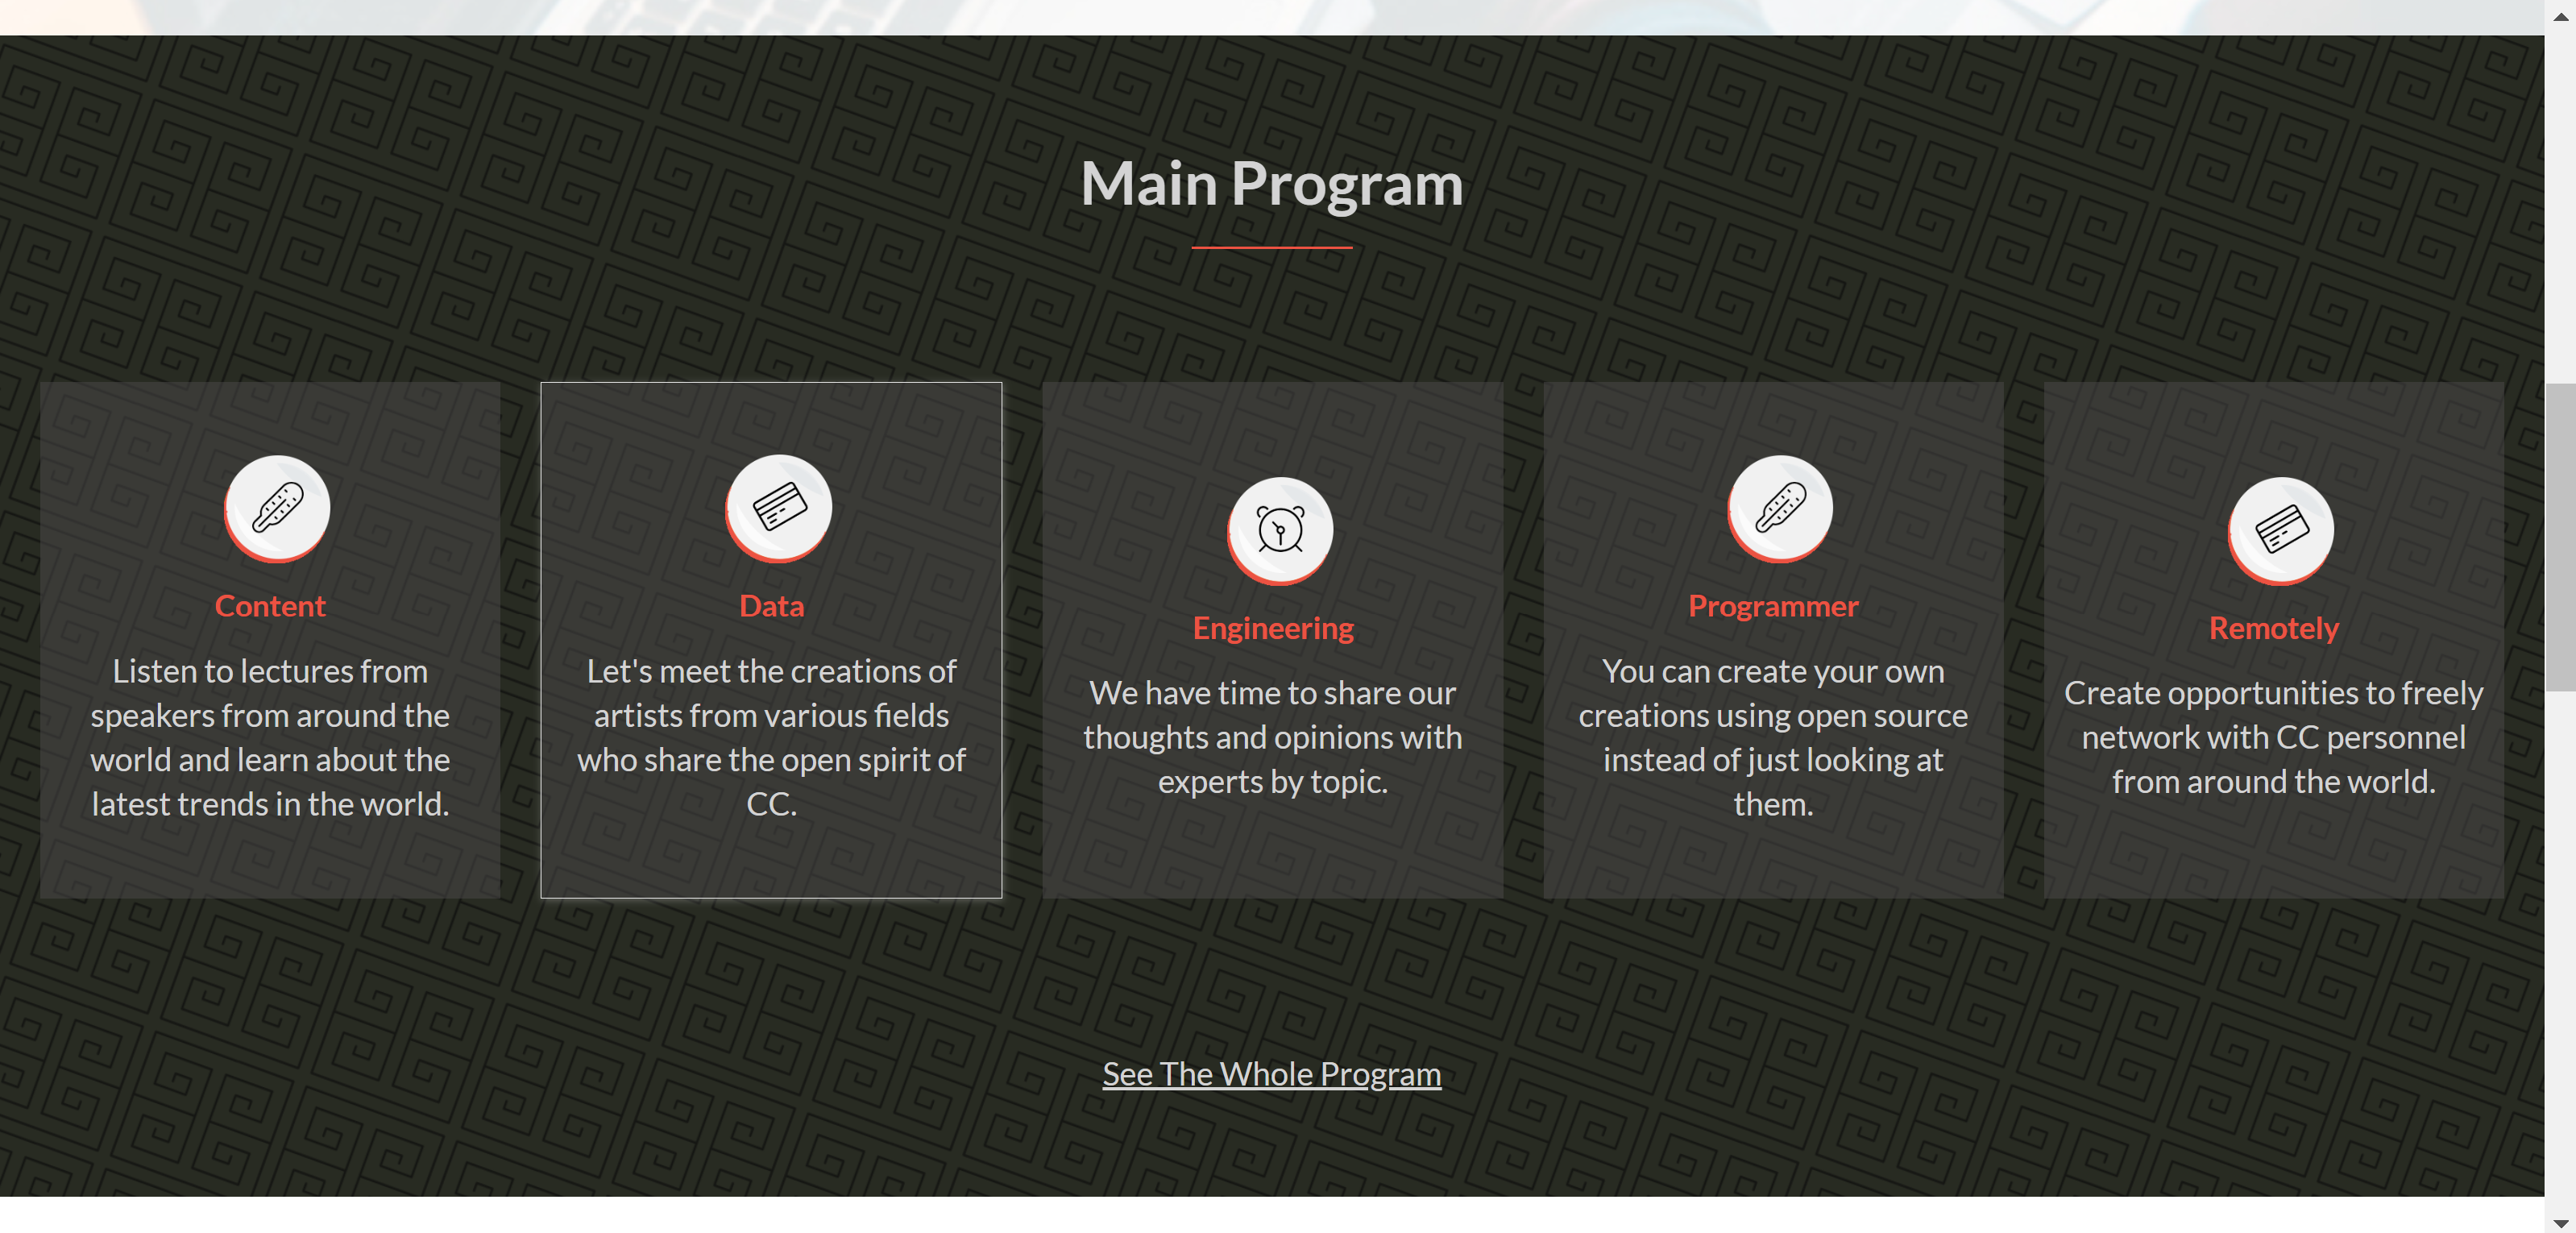 Main Program
Content
Listen to lectures from
speakers from around the
world and learn about the
latest trends in the world.
Data
Let's meet the creations of
artists from various fields
who share the open spirit of
CC.
Engineering
We have time to share our
thoughts and opinions with
experts by topic.
Programmer
You can create your own
creations using open source
instead of just looking at
them.
Remotely
Create opportunities to freely
network with CC personnel
from around the world.
See The Whole Program